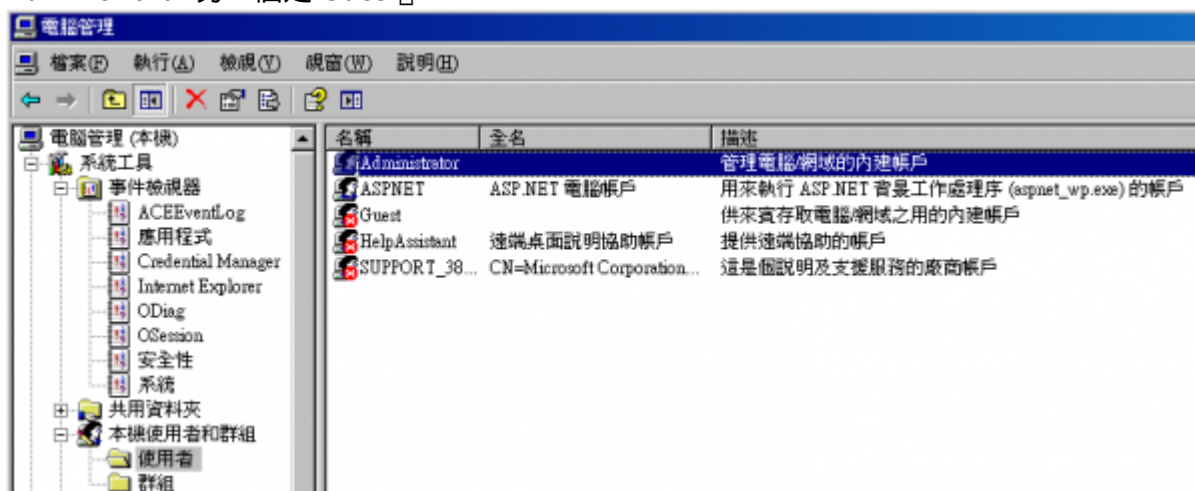 電腦管理
檔案(F) 執行(A) 檢視(V) 視窗(W) 說明(H)
電腦管理 (本機)
系統工具
事件檢視器
ACEEventLog
應用程式
Credential Manager
Internet Explorer
ODiag
OSession
安全性
系統
共用資料夾
本機使用者和群組
使用者
群組
名稱 全名 描述
Administrator 管理電腦/網域的內建帳戶
ASPNET ASP.NET 電腦帳戶 用來執行 ASP.NET 背景工作處理序 (aspnet_wp.exe) 的帳戶
Guest 供來賓存取電腦/網域之用的內建帳戶
HelpAssistant 遠端桌面說明協助帳戶 提供遠端協助的帳戶
SUPPORT_38... CN=Microsoft Corporation... 這是個說明及支援服務的廠商帳戶